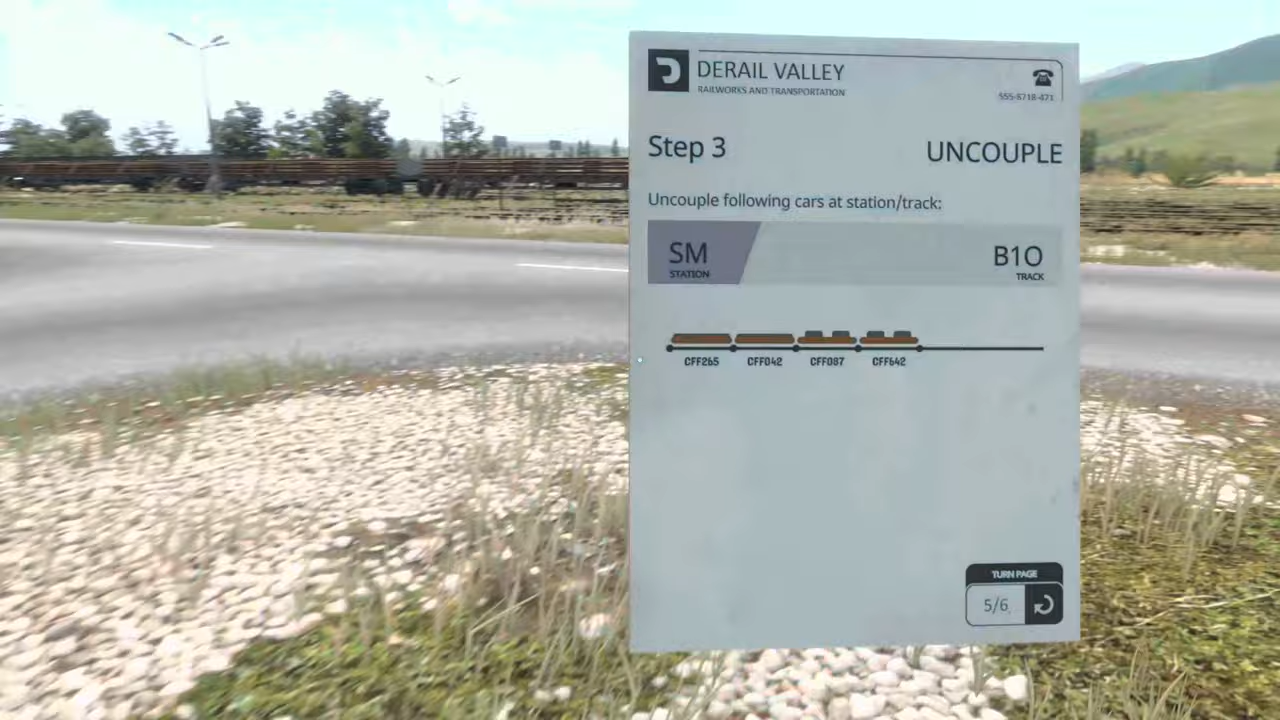 DERAIL VALLEY
RAILWORKS AND TRANSPORTATION
555-8718-471
Step 3
UNCOUPLE
Uncouple following cars at station/track:
SM
STATION
B1O
TRACK
CFF265
CFF042
CFF087
CFF642
TURN PAGE
5/6